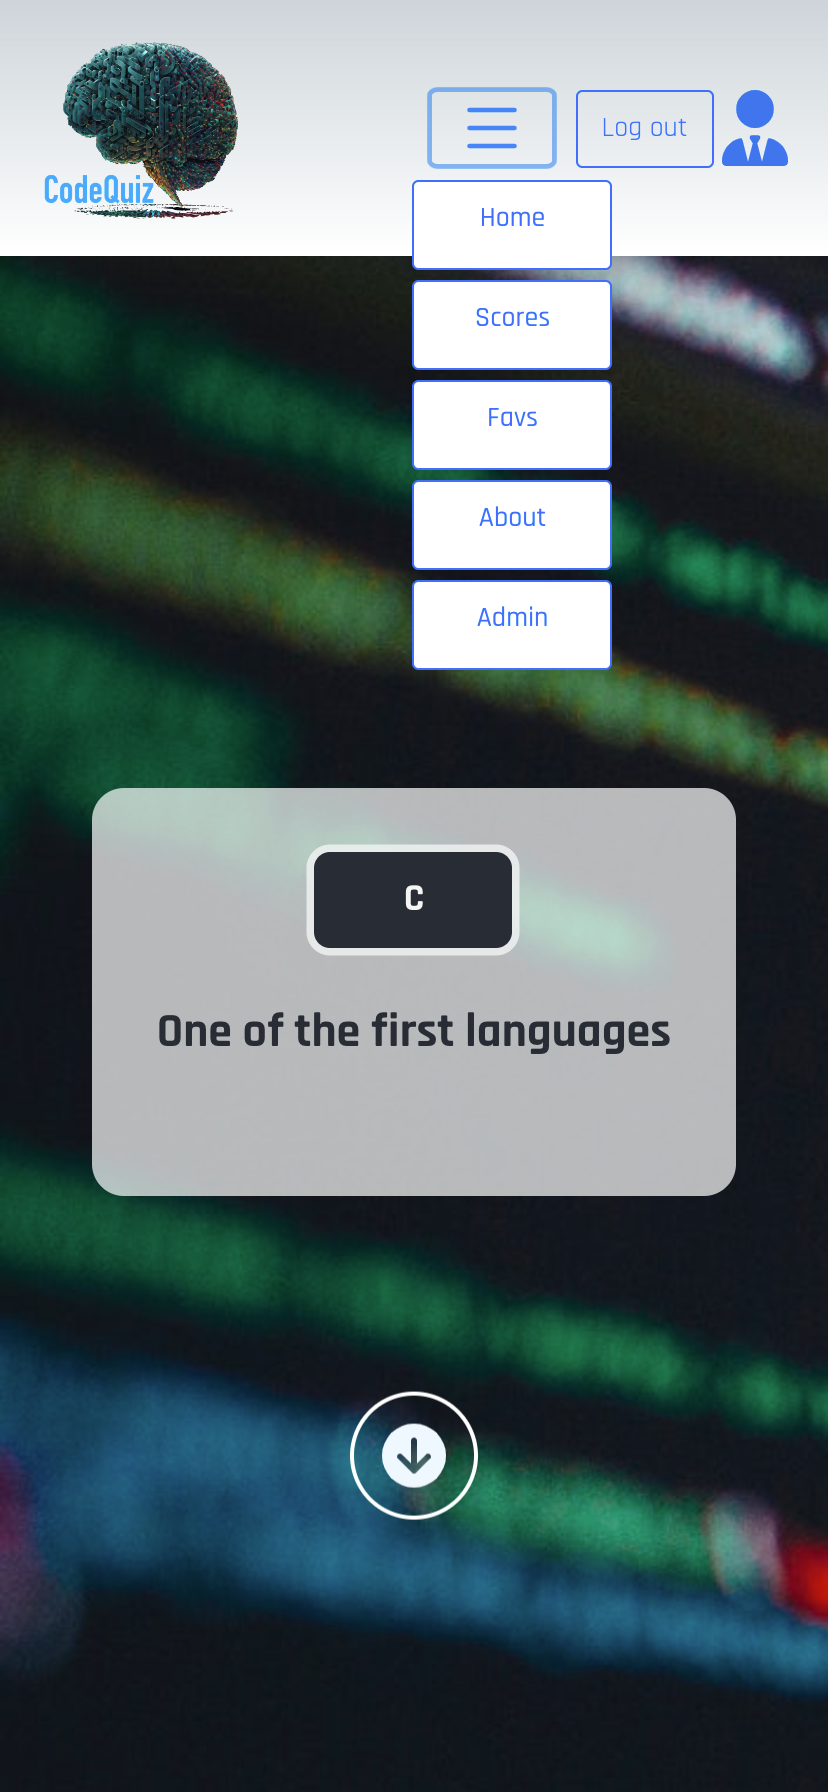 CodeQuiz
Log out
Home
Scores
Favs
About
Admin
C
One of the first languages